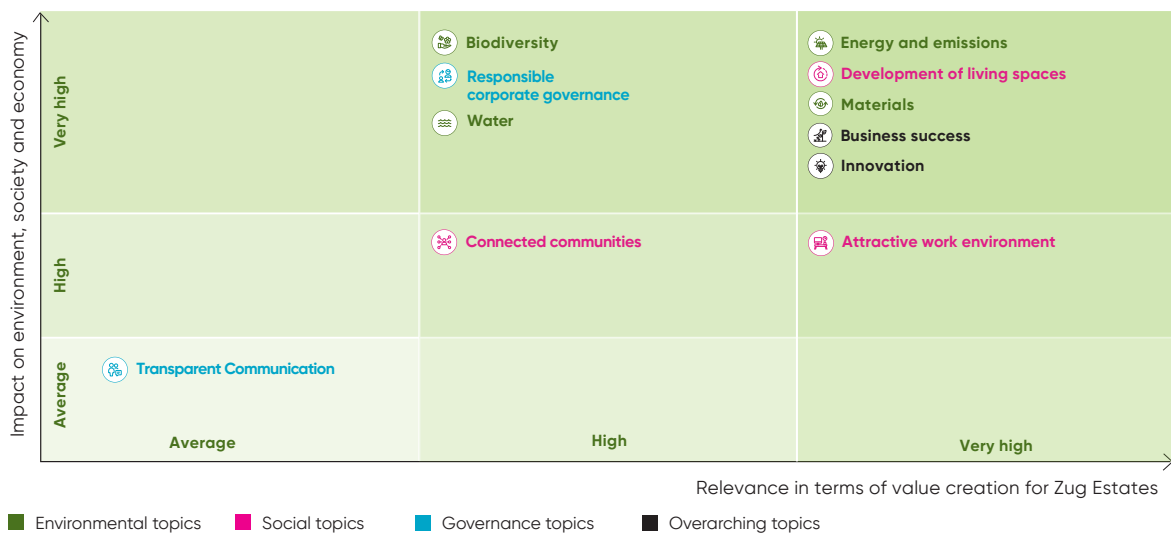 Impact on environment, society and economy
Very high
High
Average
Biodiversity
Responsible
corporate governance
Water
Energy and emissions
Development of living spaces
Materials
Business success
Innovation
Connected communities
Attractive work environment
Transparent Communication
Average
High
Very high
Relevance in terms of value creation for Zug Estates
Environmental topics
Social topics
Governance topics
Overarching topics